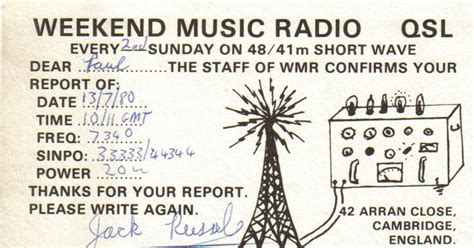 WEEKEND MUSIC RADIO QSL
EVERY 2nd SUNDAY ON 48/41m SHORT WAVE
DEAR Paul THE STAFF OF WMR CONFIRMS YOUR
REPORT OF:
DATE 13/7/80
TIME 10/11 GMT
FREQ: 7340
SINPO: 33333/44344
POWER 20w
THANKS FOR YOUR REPORT.
PLEASE WRITE AGAIN.
Jack
42 ARRAN CLOSE,
CAMBRIDGE,
ENGLAND.